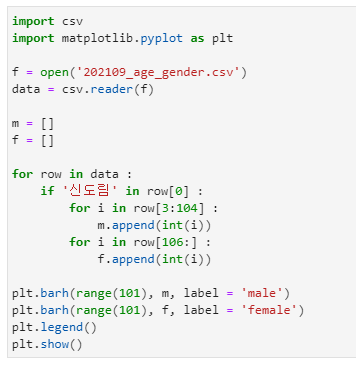 import csv
import matplotlib.pyplot as plt

f = open('202109_age_gender.csv')
data = csv.reader(f)

m = []
f = []

for row in data :
    if '신도림' in row[0] :
        for i in row[3:104] :
            m.append(int(i))
        for i in row[106:] :
            f.append(int(i))

plt.barh(range(101), m, label = 'male')
plt.barh(range(101), f, label = 'female')
plt.legend()
plt.show()